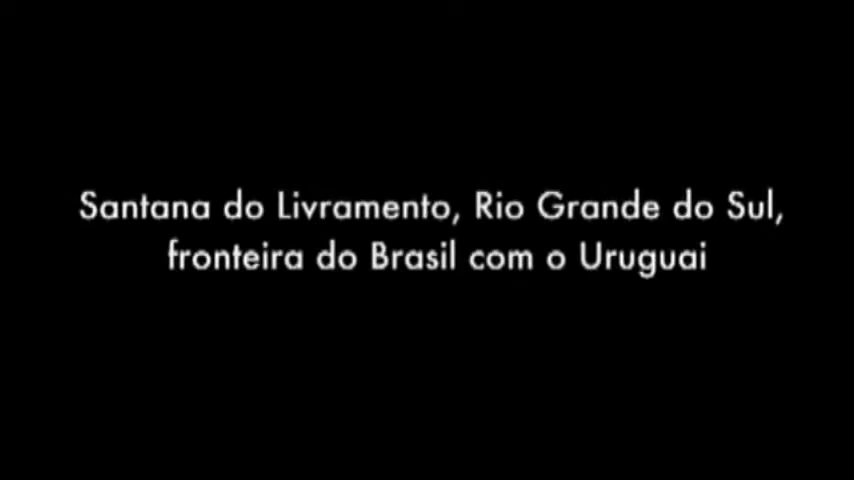 Santana do Livramento, Rio Grande do Sul,
fronteira do Brasil com o Uruguai